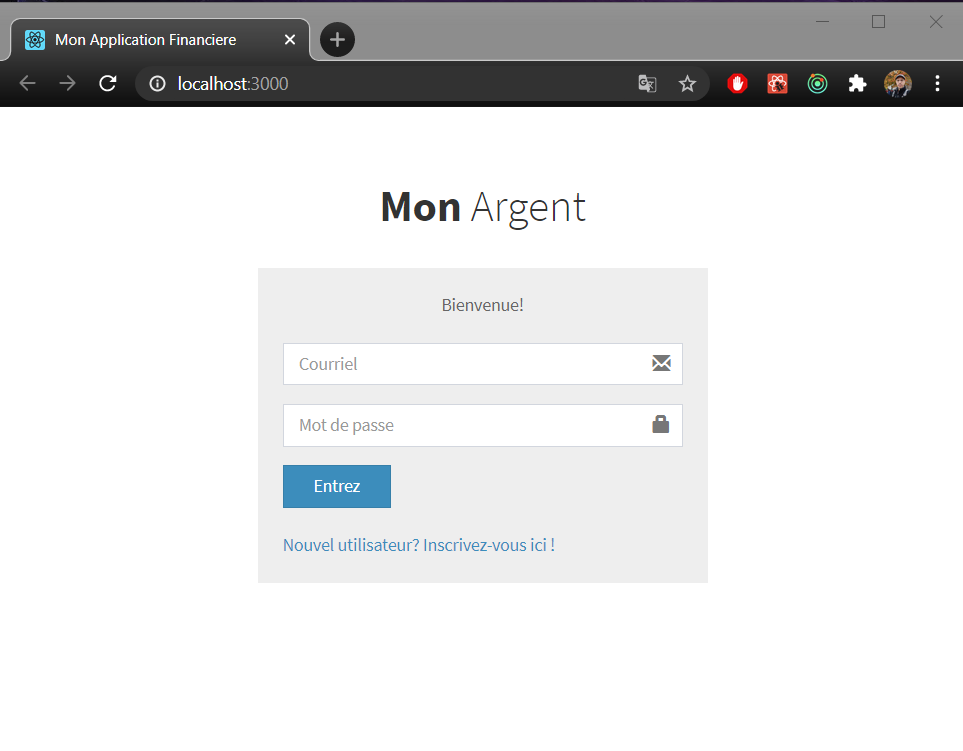 Mon Application Financiere
localhost:3000
Mon Argent
Bienvenue!
Courriel
Mot de passe
Entrez
Nouvel utilisateur? Inscrivez-vous ici !